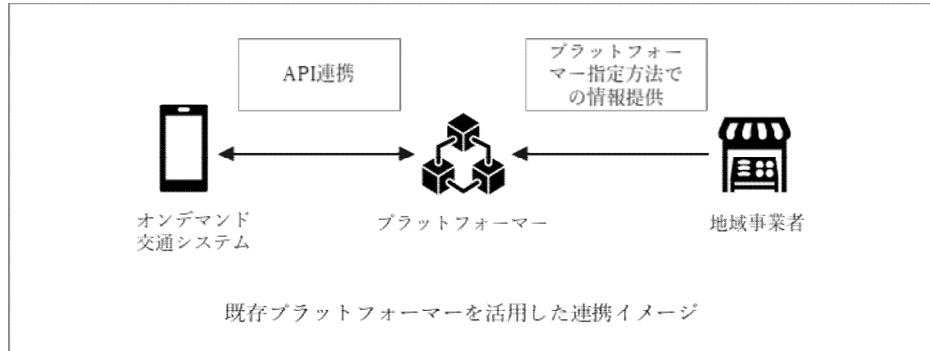 API連携
プラットフォー
マー指定方法で
の情報提供
オンデマンド
交通システム
プラットフォーマー
地域事業者
既存プラットフォーマーを活用した連携イメージ